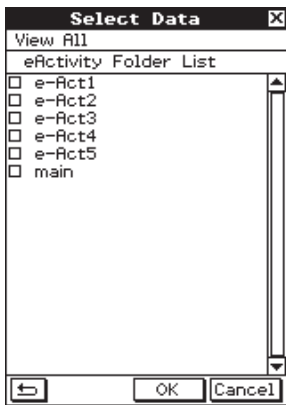 Select Data
View All
eActivity Folder List
e-Act1
e-Act2
e-Act3
e-Act4
e-Act5
main
OK Cancel